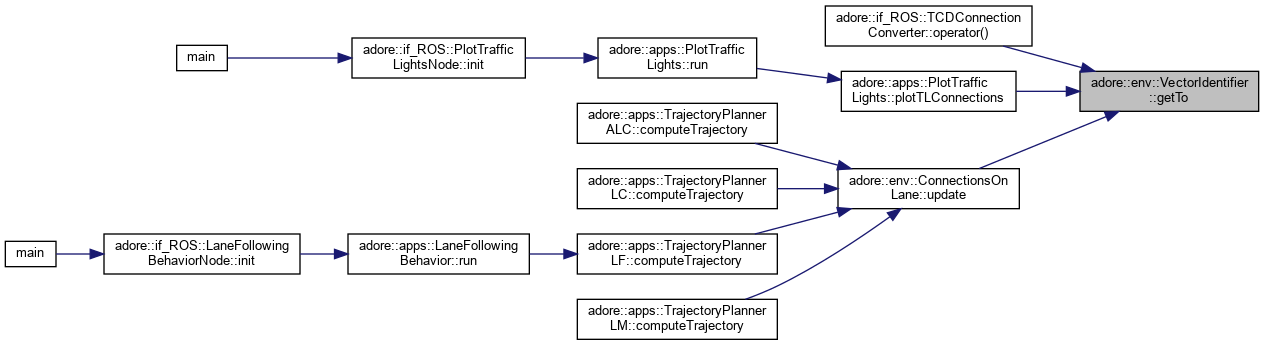 adore::if_ROS::TCDConnection
Converter::operator()
main
adore::if_ROS::PlotTraffic
LightsNode::init
adore::apps::PlotTraffic
Lights::run
adore::apps::PlotTraffic
Lights::plotTLConnections
adore::env::VectorIdentifier
::getTo
adore::apps::TrajectoryPlanner
ALC::computeTrajectory
adore::apps::TrajectoryPlanner
LC::computeTrajectory
adore::env::ConnectionsOn
Lane::update
main
adore::if_ROS::LaneFollowing
BehaviorNode::init
adore::apps::LaneFollowing
Behavior::run
adore::apps::TrajectoryPlanner
LF::computeTrajectory
adore::apps::TrajectoryPlanner
LM::computeTrajectory